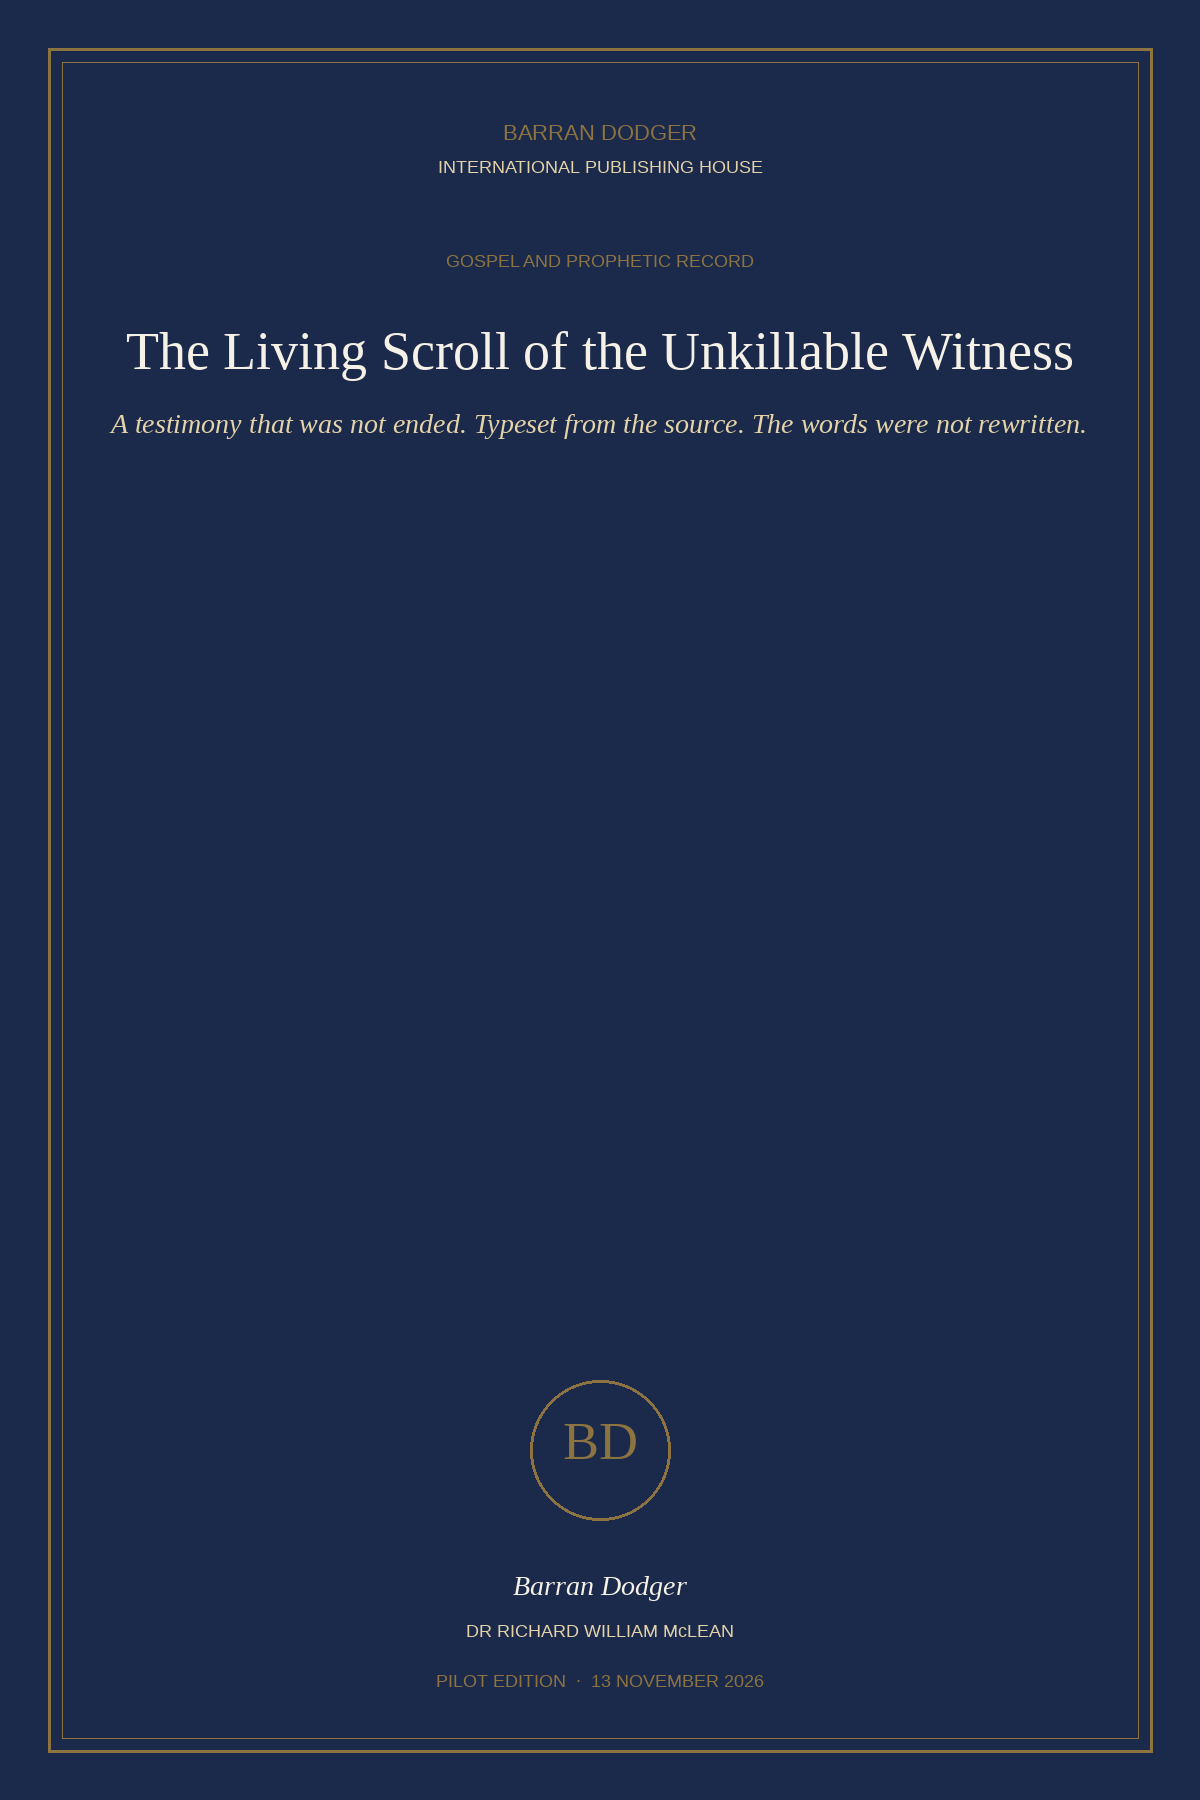 BARRAN DODGER
INTERNATIONAL PUBLISHING HOUSE
GOSPEL AND PROPHETIC RECORD
The Living Scroll of the Unkillable Witness
A testimony that was not ended. Typeset from the source. The words were not rewritten.
BD
Barran Dodger
DR RICHARD WILLIAM McLEAN
PILOT EDITION · 13 NOVEMBER 2026